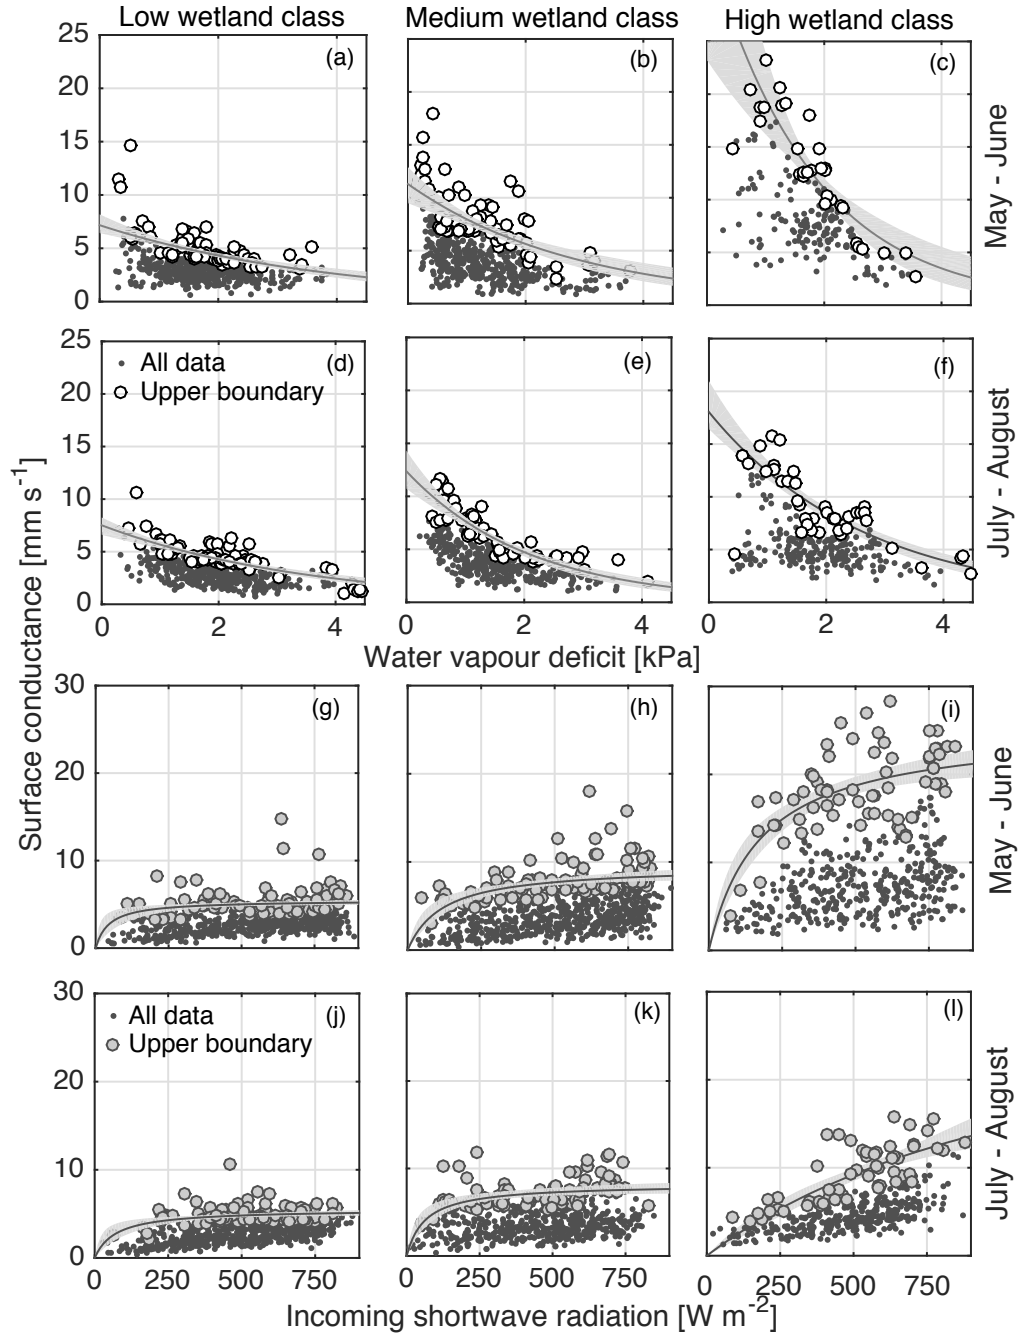 Low wetland class Medium wetland class High wetland class
25 (a) (b) (c)
20
15
10
5
0
May - June
25 (d) (e) (f)
All data
Upper boundary
20
15
10
5
0
July - August
0 2 4 0 2 4 0 2 4
Water vapour deficit [kPa]
Surface conductance [mm s⁻¹]
30 (g) (h) (i)
20
10
0
May - June
30 (j) (k) (l)
All data
Upper boundary
20
10
0
July - August
0 250 500 750 0 250 500 750 0 250 500 750
Incoming shortwave radiation [W m⁻²]